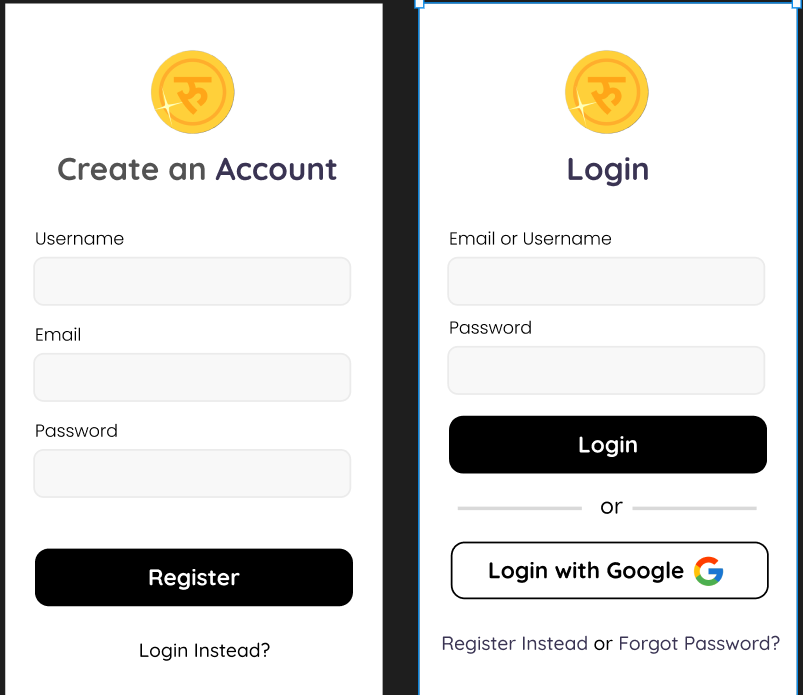 रु
Create an Account
Username
Email
Password
Register
Login Instead?
रु
Login
Email or Username
Password
Login
or
Login with Google
Register Instead or Forgot Password?